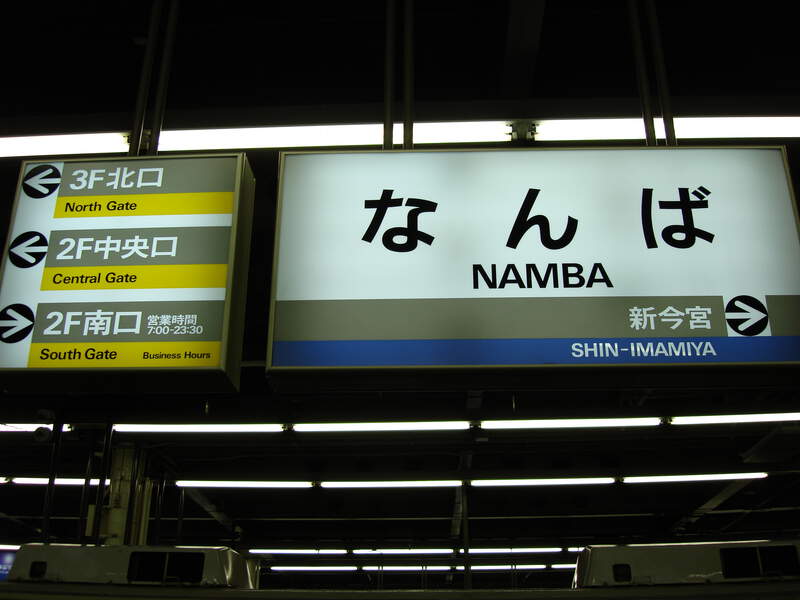 3F北口
North Gate
2F中央口
Central Gate
2F南口 営業時間 7:00-23:30
South Gate Business Hours
なんば
NAMBA
新今宮
SHIN-IMAMIYA